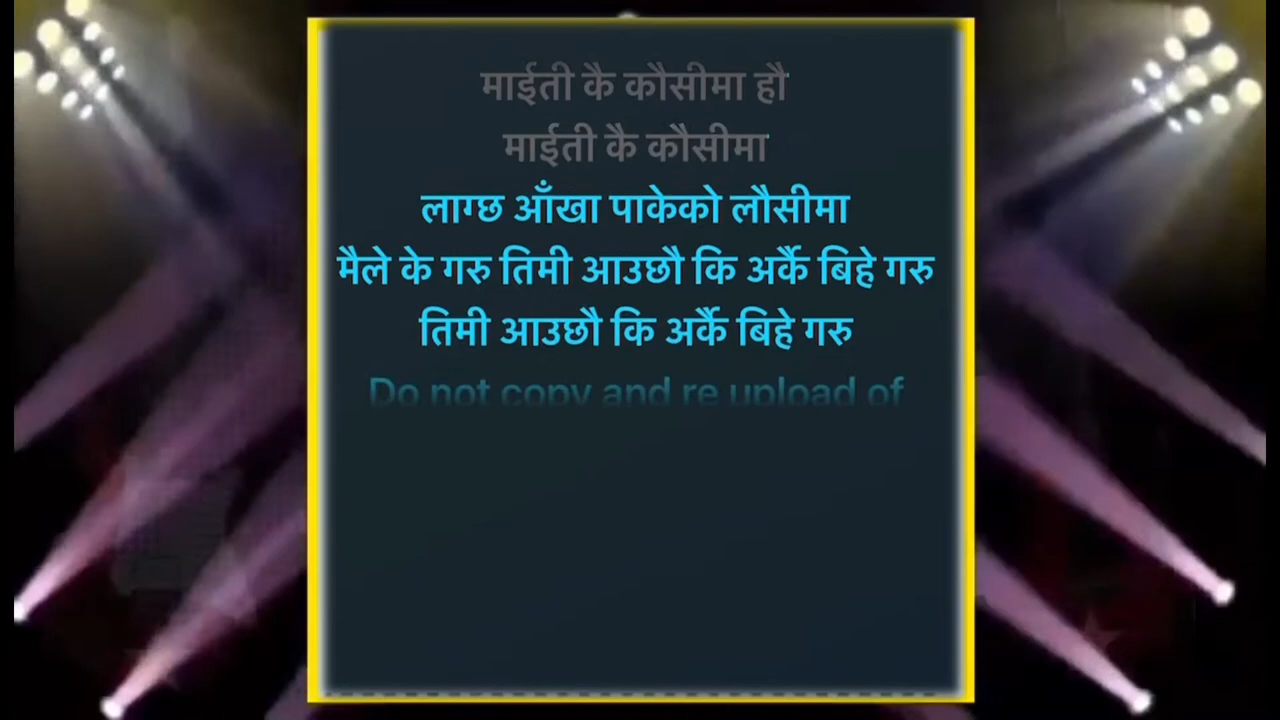 माईती कै कौसीमा हौ
माईती कै कौसीमा
लाग्छ आँखा पाकेको लौसीमा
मैले के गरु तिमी आउछौ कि अर्कै बिहे गरु
तिमी आउछौ कि अर्कै बिहे गरु
Do not copy and re upload of